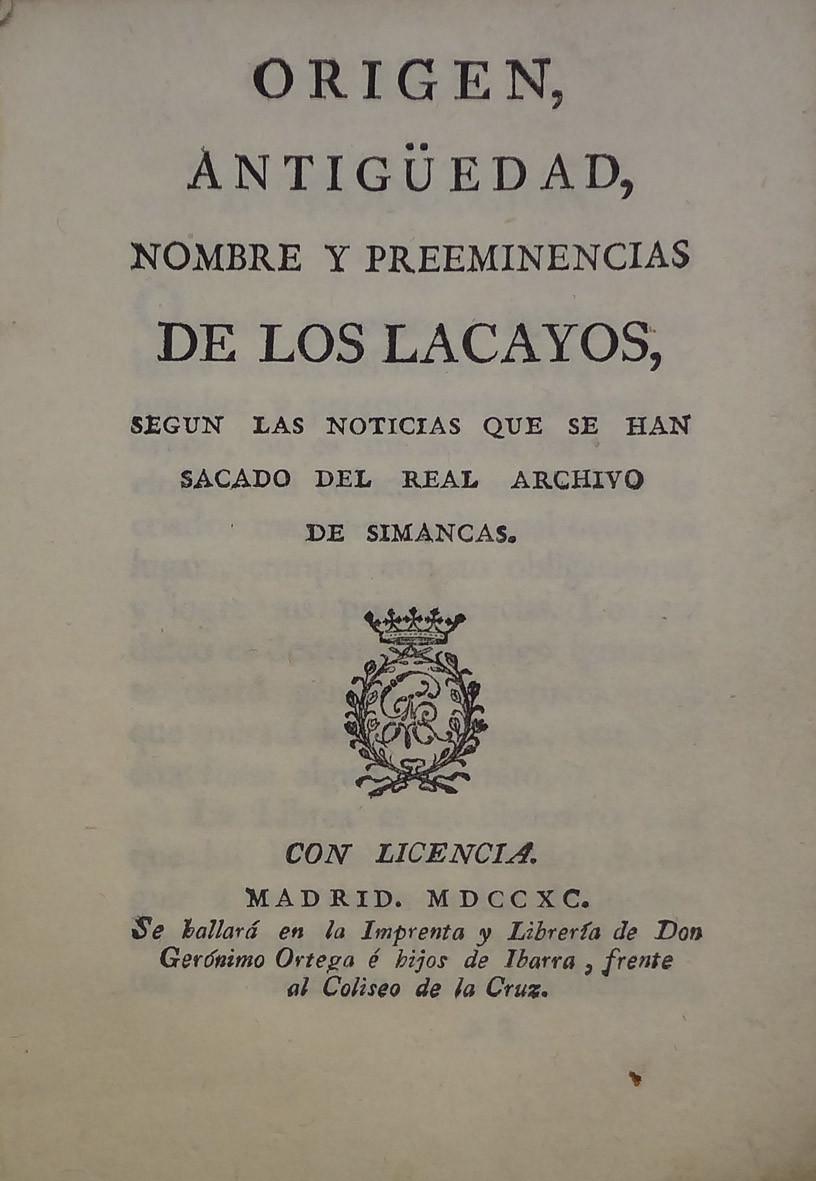 ORIGEN,
ANTIGÜEDAD,
NOMBRE Y PREEMINENCIAS
DE LOS LACAYOS,
SEGUN LAS NOTICIAS QUE SE HAN
SACADO DEL REAL ARCHIVO
DE SIMANCAS.
CON LICENCIA.
MADRID. MDCCXC.
Se hallará en la Imprenta y Librería de Don
Gerónimo Ortega é hijos de Ibarra, frente
al Coliseo de la Cruz.